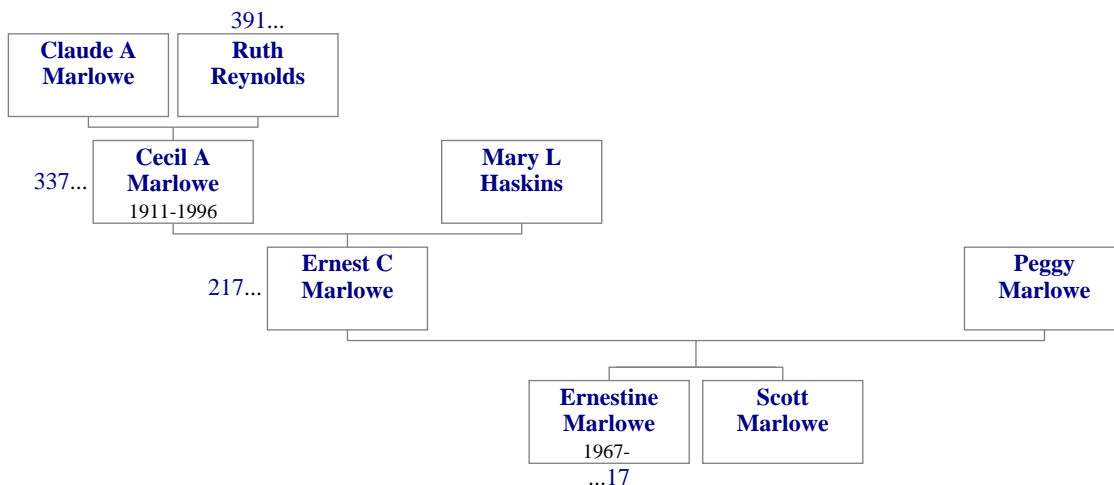 391...
Claude A
Marlowe
Ruth
Reynolds
337...
Cecil A
Marlowe
1911-1996
Mary L
Haskins
217...
Ernest C
Marlowe
Peggy
Marlowe
Ernestine
Marlowe
1967-
Scott
Marlowe
...17